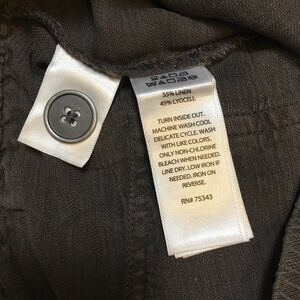 55% LINEN
45% LYOCELL
TURN INSIDE OUT.
MACHINE WASH COOL
DELICATE CYCLE. WASH
WITH LIKE COLORS.
ONLY NON-CHLORINE
BLEACH WHEN NEEDED.
LINE DRY. LOW IRON IF
NEEDED. IRON ON
REVERSE.
RN# 75343